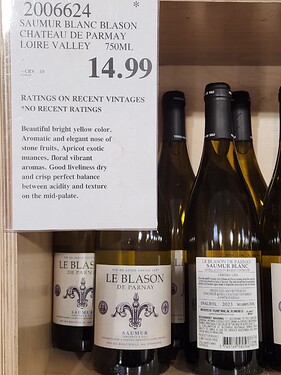 2006624 *
SAUMUR BLANC BLASON
CHATEAU DE PARMAY
LOIRE VALLEY 750ML
14.99
RATINGS ON RECENT VINTAGES
*NO RECENT RATINGS
Beautiful bright yellow color.
Aromatic and elegant nose of
stone fruits, Apricot exotic
nuances, floral vibrant
aromas. Good liveliness dry
and crisp perfect balance
between acidity and texture
on the mid-palate.
LE BLASON
DE PARNAY
SAUMUR
LE BLASON
DE PARNAY
SAUMUR
LE BLASON DE PARNAY
SAUMUR BLANC
2023